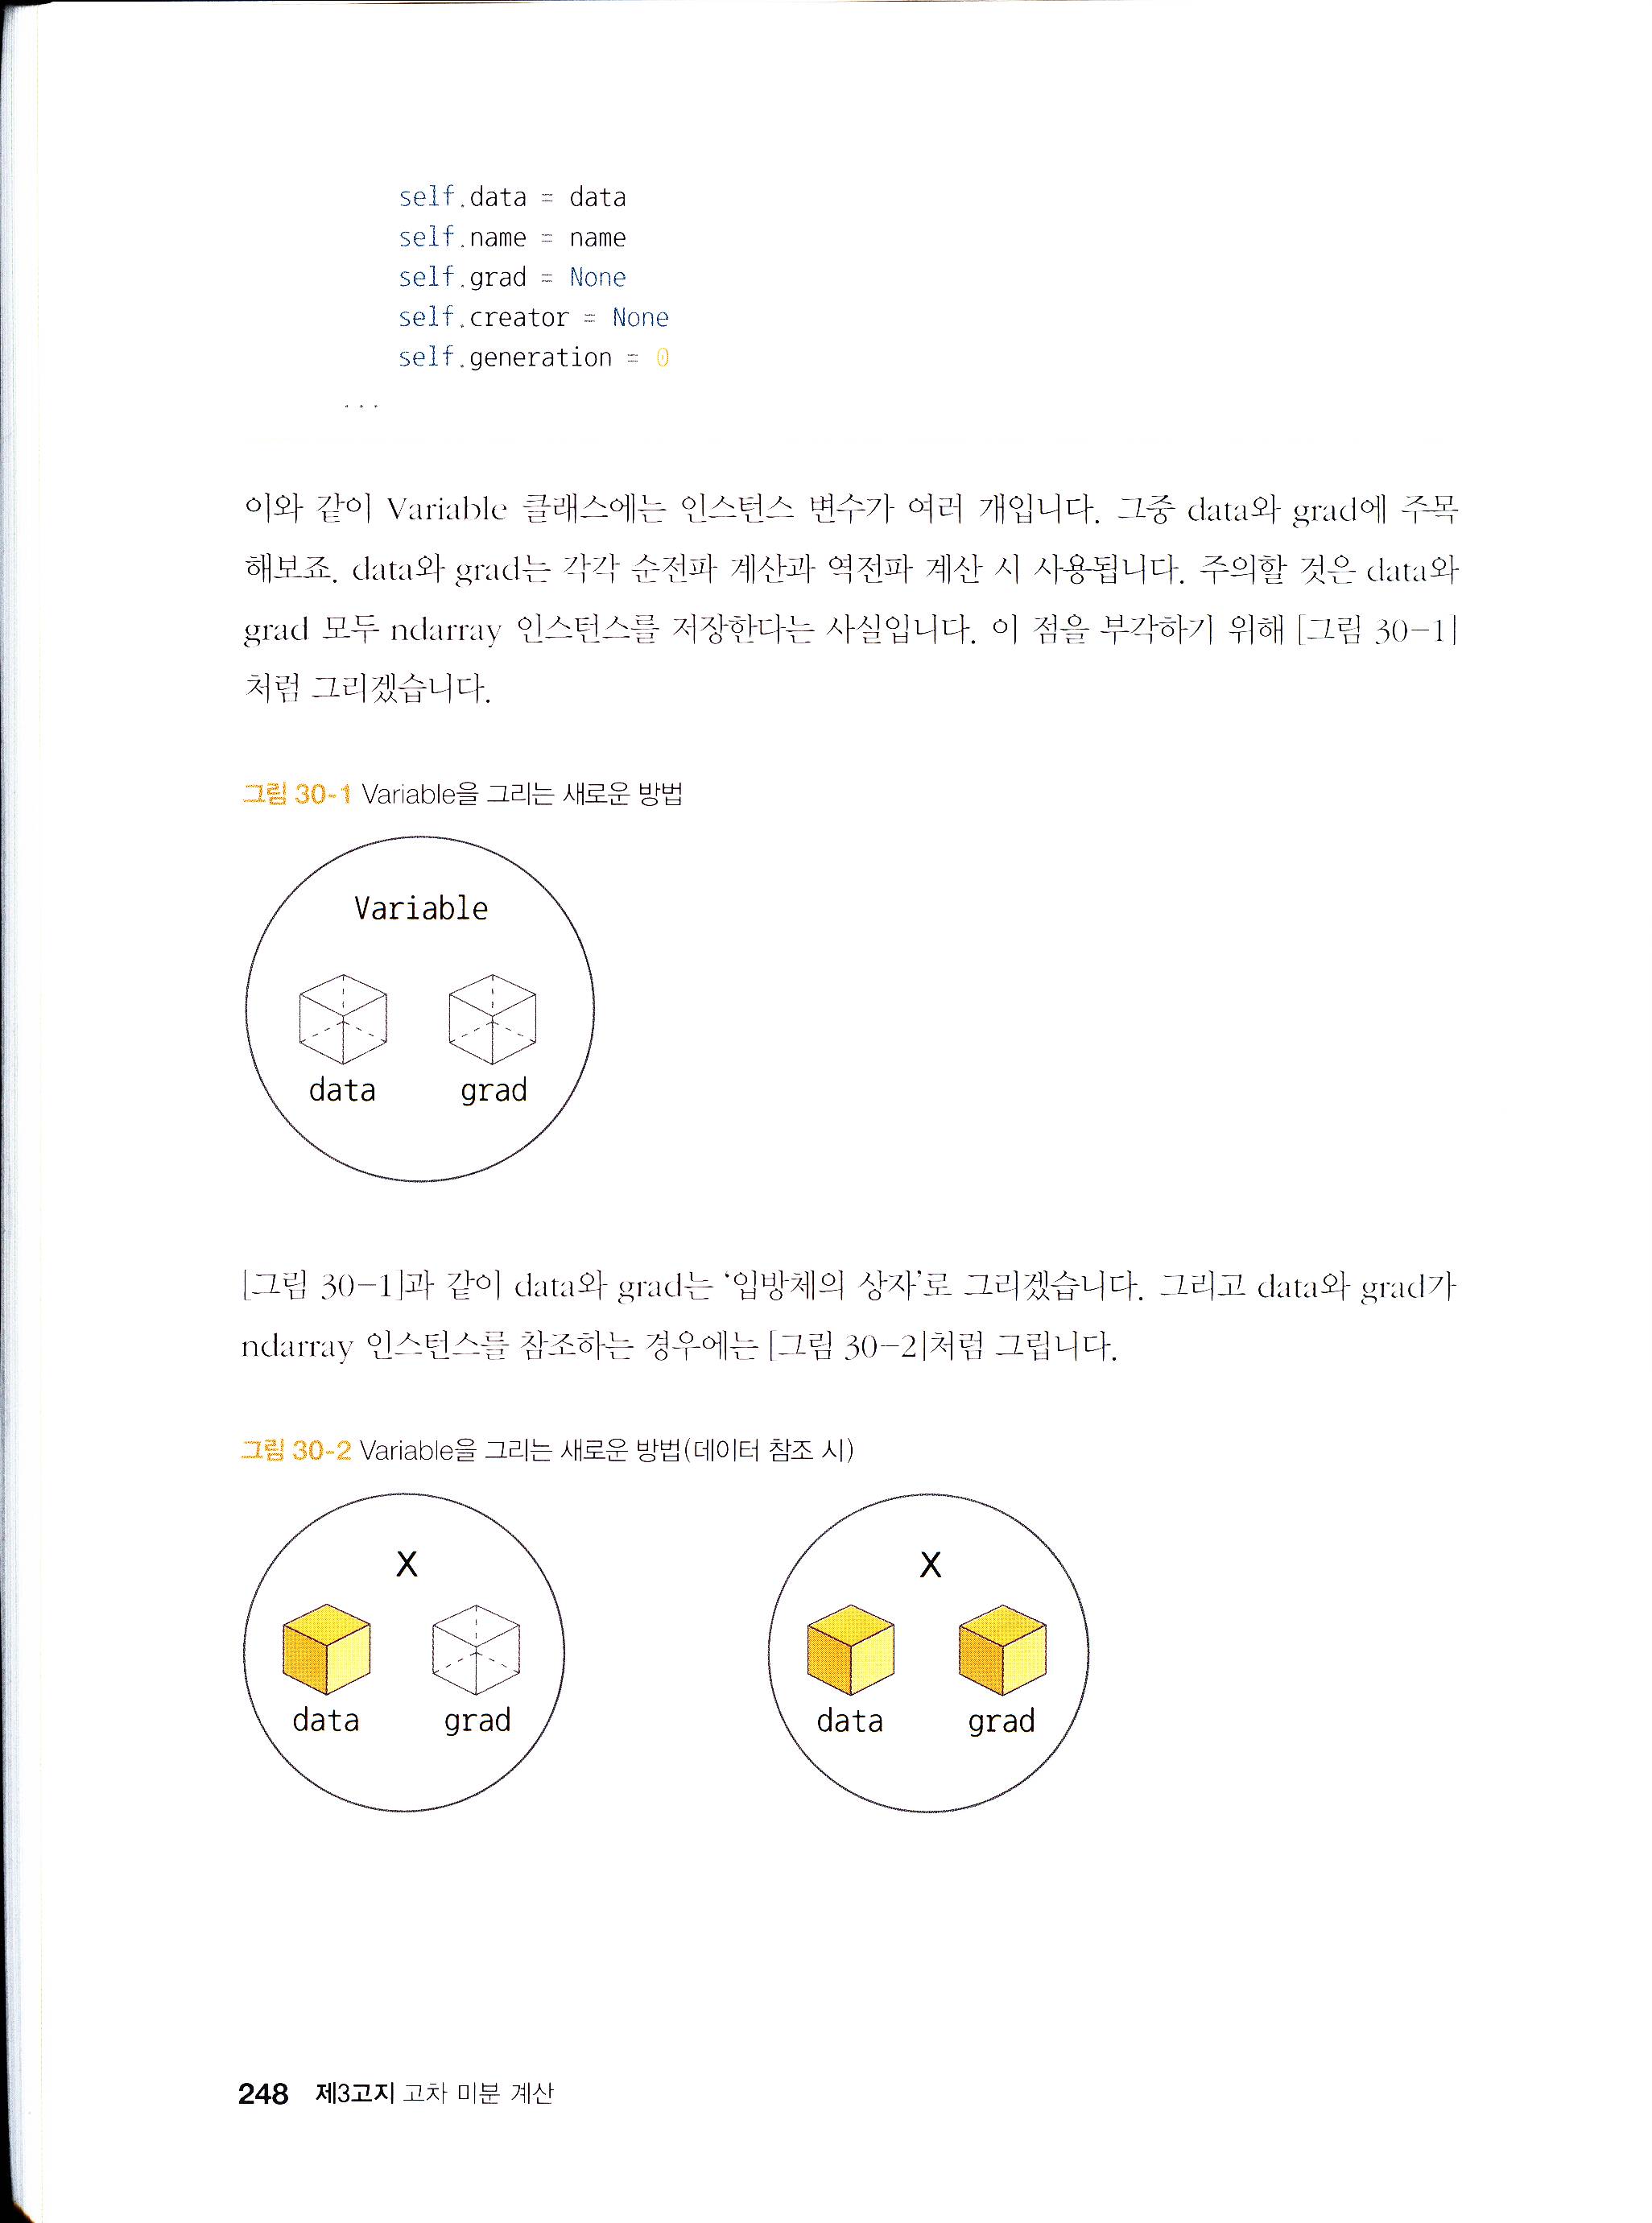 self.data = data
self.name = name
self.grad = None
self.creator = None
self.generation = 0
...
이와 같이 Variable 클래스에는 인스턴스 변수가 여러 개입니다. 그중 data와 grad에 주목
해보죠. data와 grad는 각각 순전파 계산과 역전파 계산 시 사용됩니다. 주의할 것은 data와
grad 모두 ndarray 인스턴스를 저장한다는 사실입니다. 이 점을 부각하기 위해 [그림 30-1]
처럼 그리겠습니다.
그림 30-1 Variable을 그리는 새로운 방법
Variable
data grad
[그림 30-1]과 같이 data와 grad는 ‘입방체의 상자’로 그리겠습니다. 그리고 data와 grad가
ndarray 인스턴스를 참조하는 경우에는 [그림 30-2]처럼 그립니다.
그림 30-2 Variable을 그리는 새로운 방법(데이터 참조 시)
x x
data grad data grad
248 제3고지 고차 미분 계산